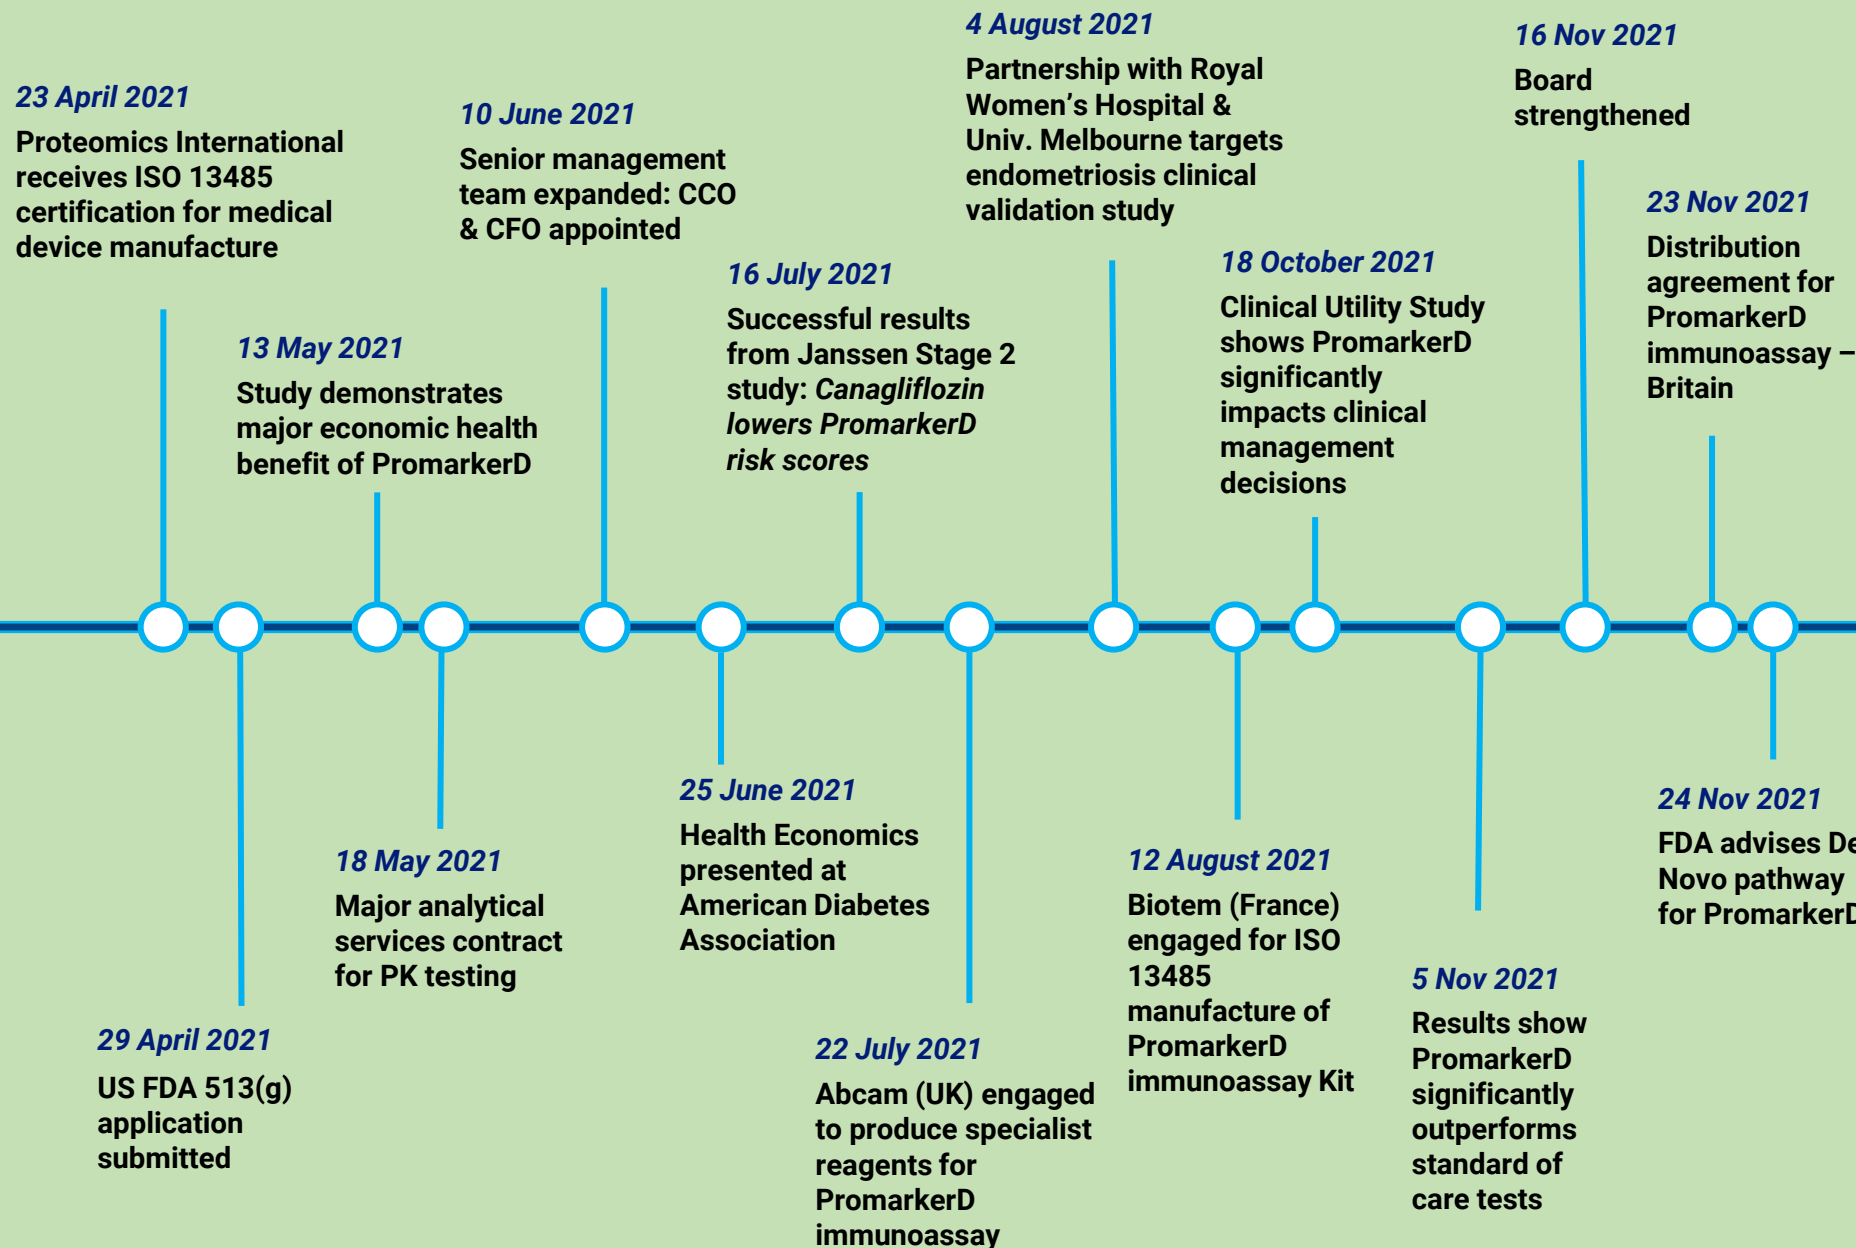 23 April 2021
Proteomics International
receives ISO 13485
certification for medical
device manufacture
29 April 2021
US FDA 513(g)
application
submitted
13 May 2021
Study demonstrates
major economic health
benefit of PromarkerD
18 May 2021
Major analytical
services contract
for PK testing
10 June 2021
Senior management
team expanded: CCO
& CFO appointed
25 June 2021
Health Economics
presented at
American Diabetes
Association
16 July 2021
Successful results
from Janssen Stage 2
study: Canagliflozin
lowers PromarkerD
risk scores
22 July 2021
Abcam (UK) engaged
to produce specialist
reagents for
PromarkerD
immunoassay
4 August 2021
Partnership with Royal
Women's Hospital &
Univ. Melbourne targets
endometriosis clinical
validation study
12 August 2021
Biotem (France)
engaged for ISO
13485
manufacture of
PromarkerD
immunoassay Kit
18 October 2021
Clinical Utility Study
shows PromarkerD
significantly
impacts clinical
management
decisions
5 Nov 2021
Results show
PromarkerD
significantly
outperforms
standard of
care tests
16 Nov 2021
Board
strengthened
23 Nov 2021
Distribution
agreement for
PromarkerD
immunoassay –
Britain
24 Nov 2021
FDA advises De
Novo pathway
for PromarkerD